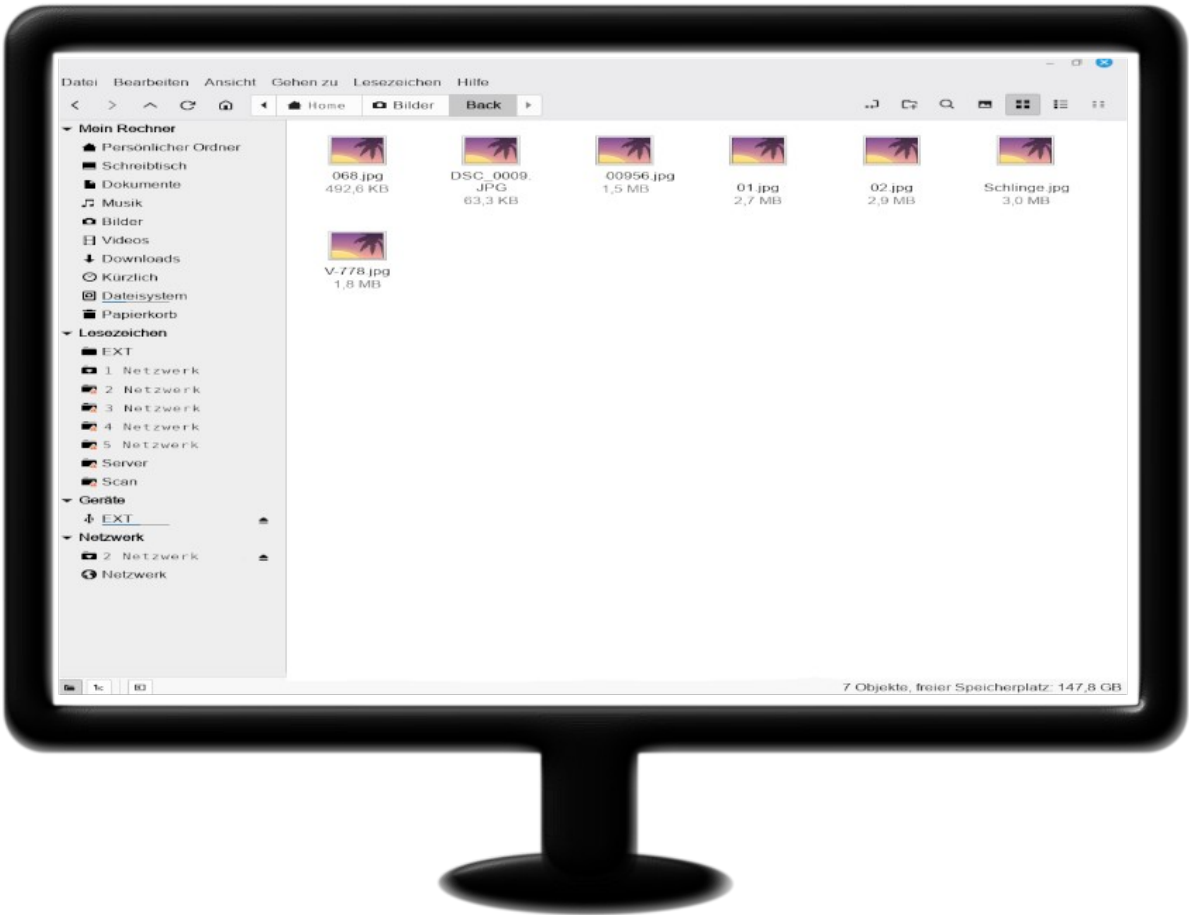 Datei Bearbeiten Ansicht Gehen zu Lesezeichen Hilfe
Home Bilder Back
Mein Rechner
Persönlicher Ordner
Schreibtisch
Dokumente
Musik
Bilder
Videos
Downloads
Kürzlich
Dateisystem
Papierkorb
Lesezeichen
EXT
1 Netzwerk
2 Netzwerk
3 Netzwerk
4 Netzwerk
5 Netzwerk
Server
Scan
Geräte
EXT
Netzwerk
2 Netzwerk
Netzwerk
068.jpg
492,6 KB
DSC_0009.
JPG
63,3 KB
00956.jpg
1,5 MB
01.jpg
2,7 MB
02.jpg
2,9 MB
Schlinge.jpg
3,0 MB
V-778.jpg
1,8 MB
7 Objekte, freier Speicherplatz: 147,8 GB